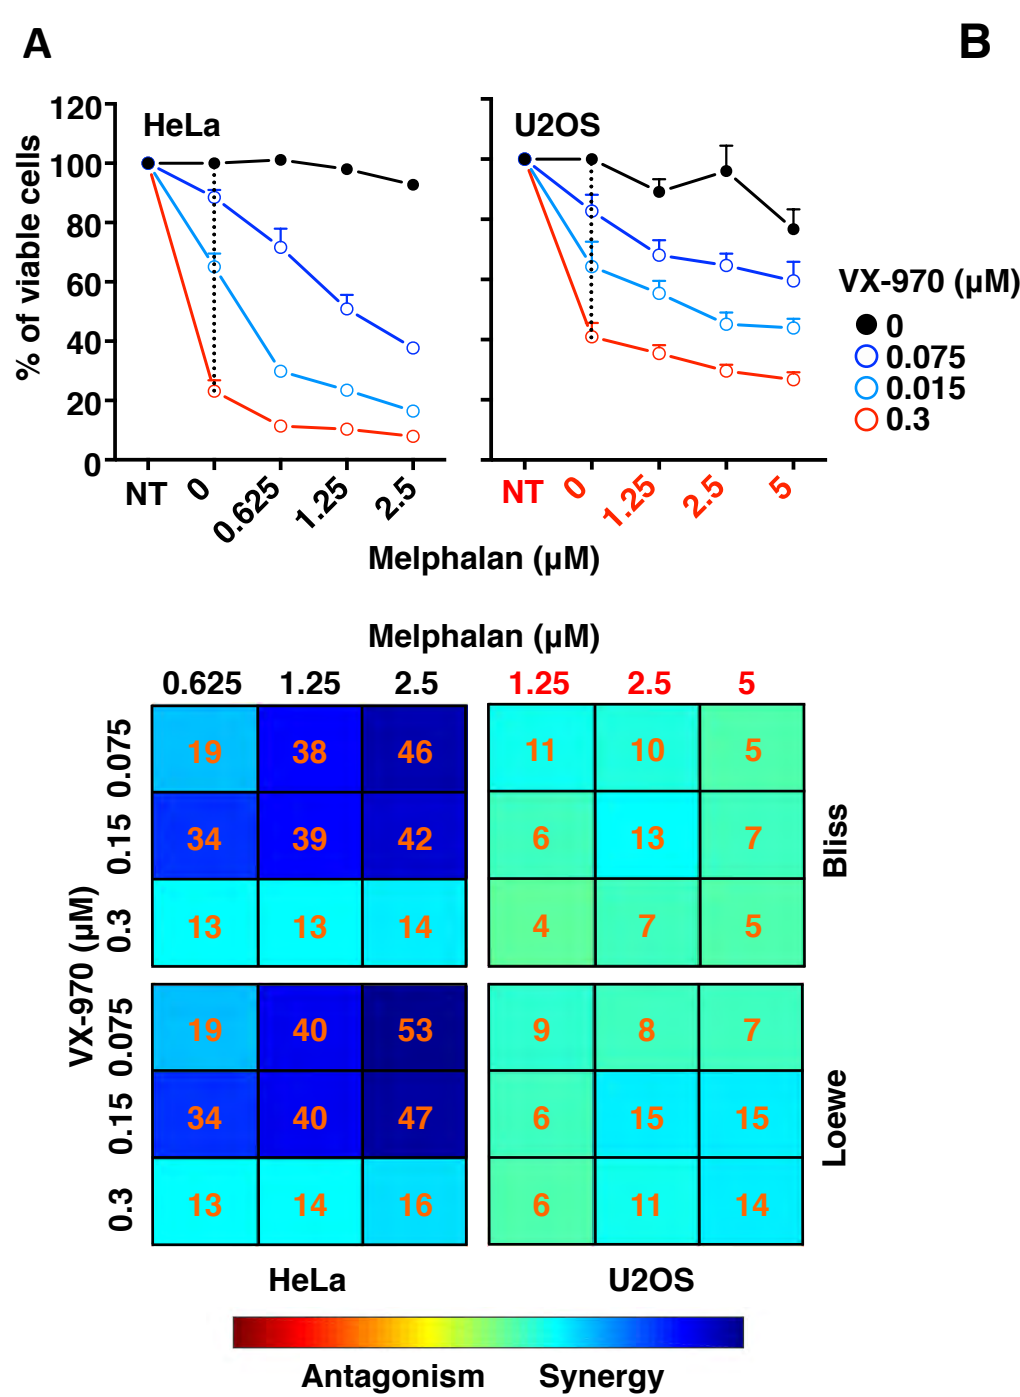 A
B
HeLa
U2OS
% of viable cells
120
100
80
60
40
20
0
NT 0 0.625 1.25 2.5
NT 0 1.25 2.5 5
Melphalan (µM)
VX-970 (µM)
0
0.075
0.015
0.3
Melphalan (µM)
0.625 1.25 2.5
1.25 2.5 5
VX-970 (µM)
0.075 19 38 46 11 10 5
0.15 34 39 42 6 13 7
0.3 13 13 14 4 7 5
Bliss
0.075 19 40 53 9 8 7
0.15 34 40 47 6 15 15
0.3 13 14 16 6 11 14
Loewe
HeLa
U2OS
Antagonism Synergy